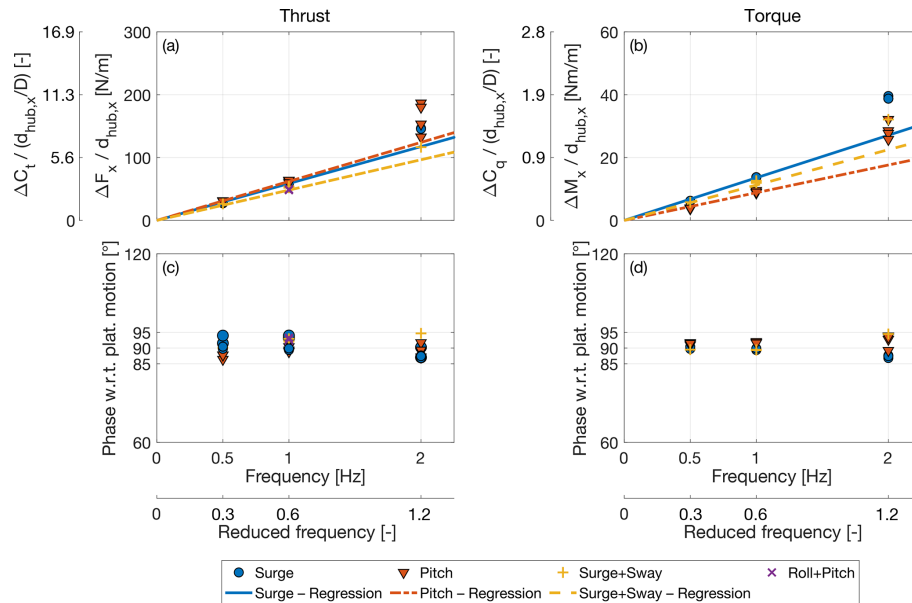 Thrust
Torque
16.9
11.3
5.6
0
ΔC_t / (d_hub,x/D) [-]
300
200
100
0
ΔF_x / d_hub,x [N/m]
(a)
2.8
1.9
0.9
0
ΔC_q / (d_hub,x/D) [-]
60
40
20
0
ΔM_x / d_hub,x [Nm/m]
(b)
120
95
90
85
60
Phase w.r.t. plat. motion [°]
(c)
0 0.5 1 2
Frequency [Hz]
0 0.3 0.6 1.2
Reduced frequency [-]
120
95
90
85
60
Phase w.r.t. plat. motion [°]
(d)
0 0.5 1 2
Frequency [Hz]
0 0.3 0.6 1.2
Reduced frequency [-]
Surge Pitch Surge+Sway Roll+Pitch
Surge – Regression Pitch – Regression Surge+Sway – Regression